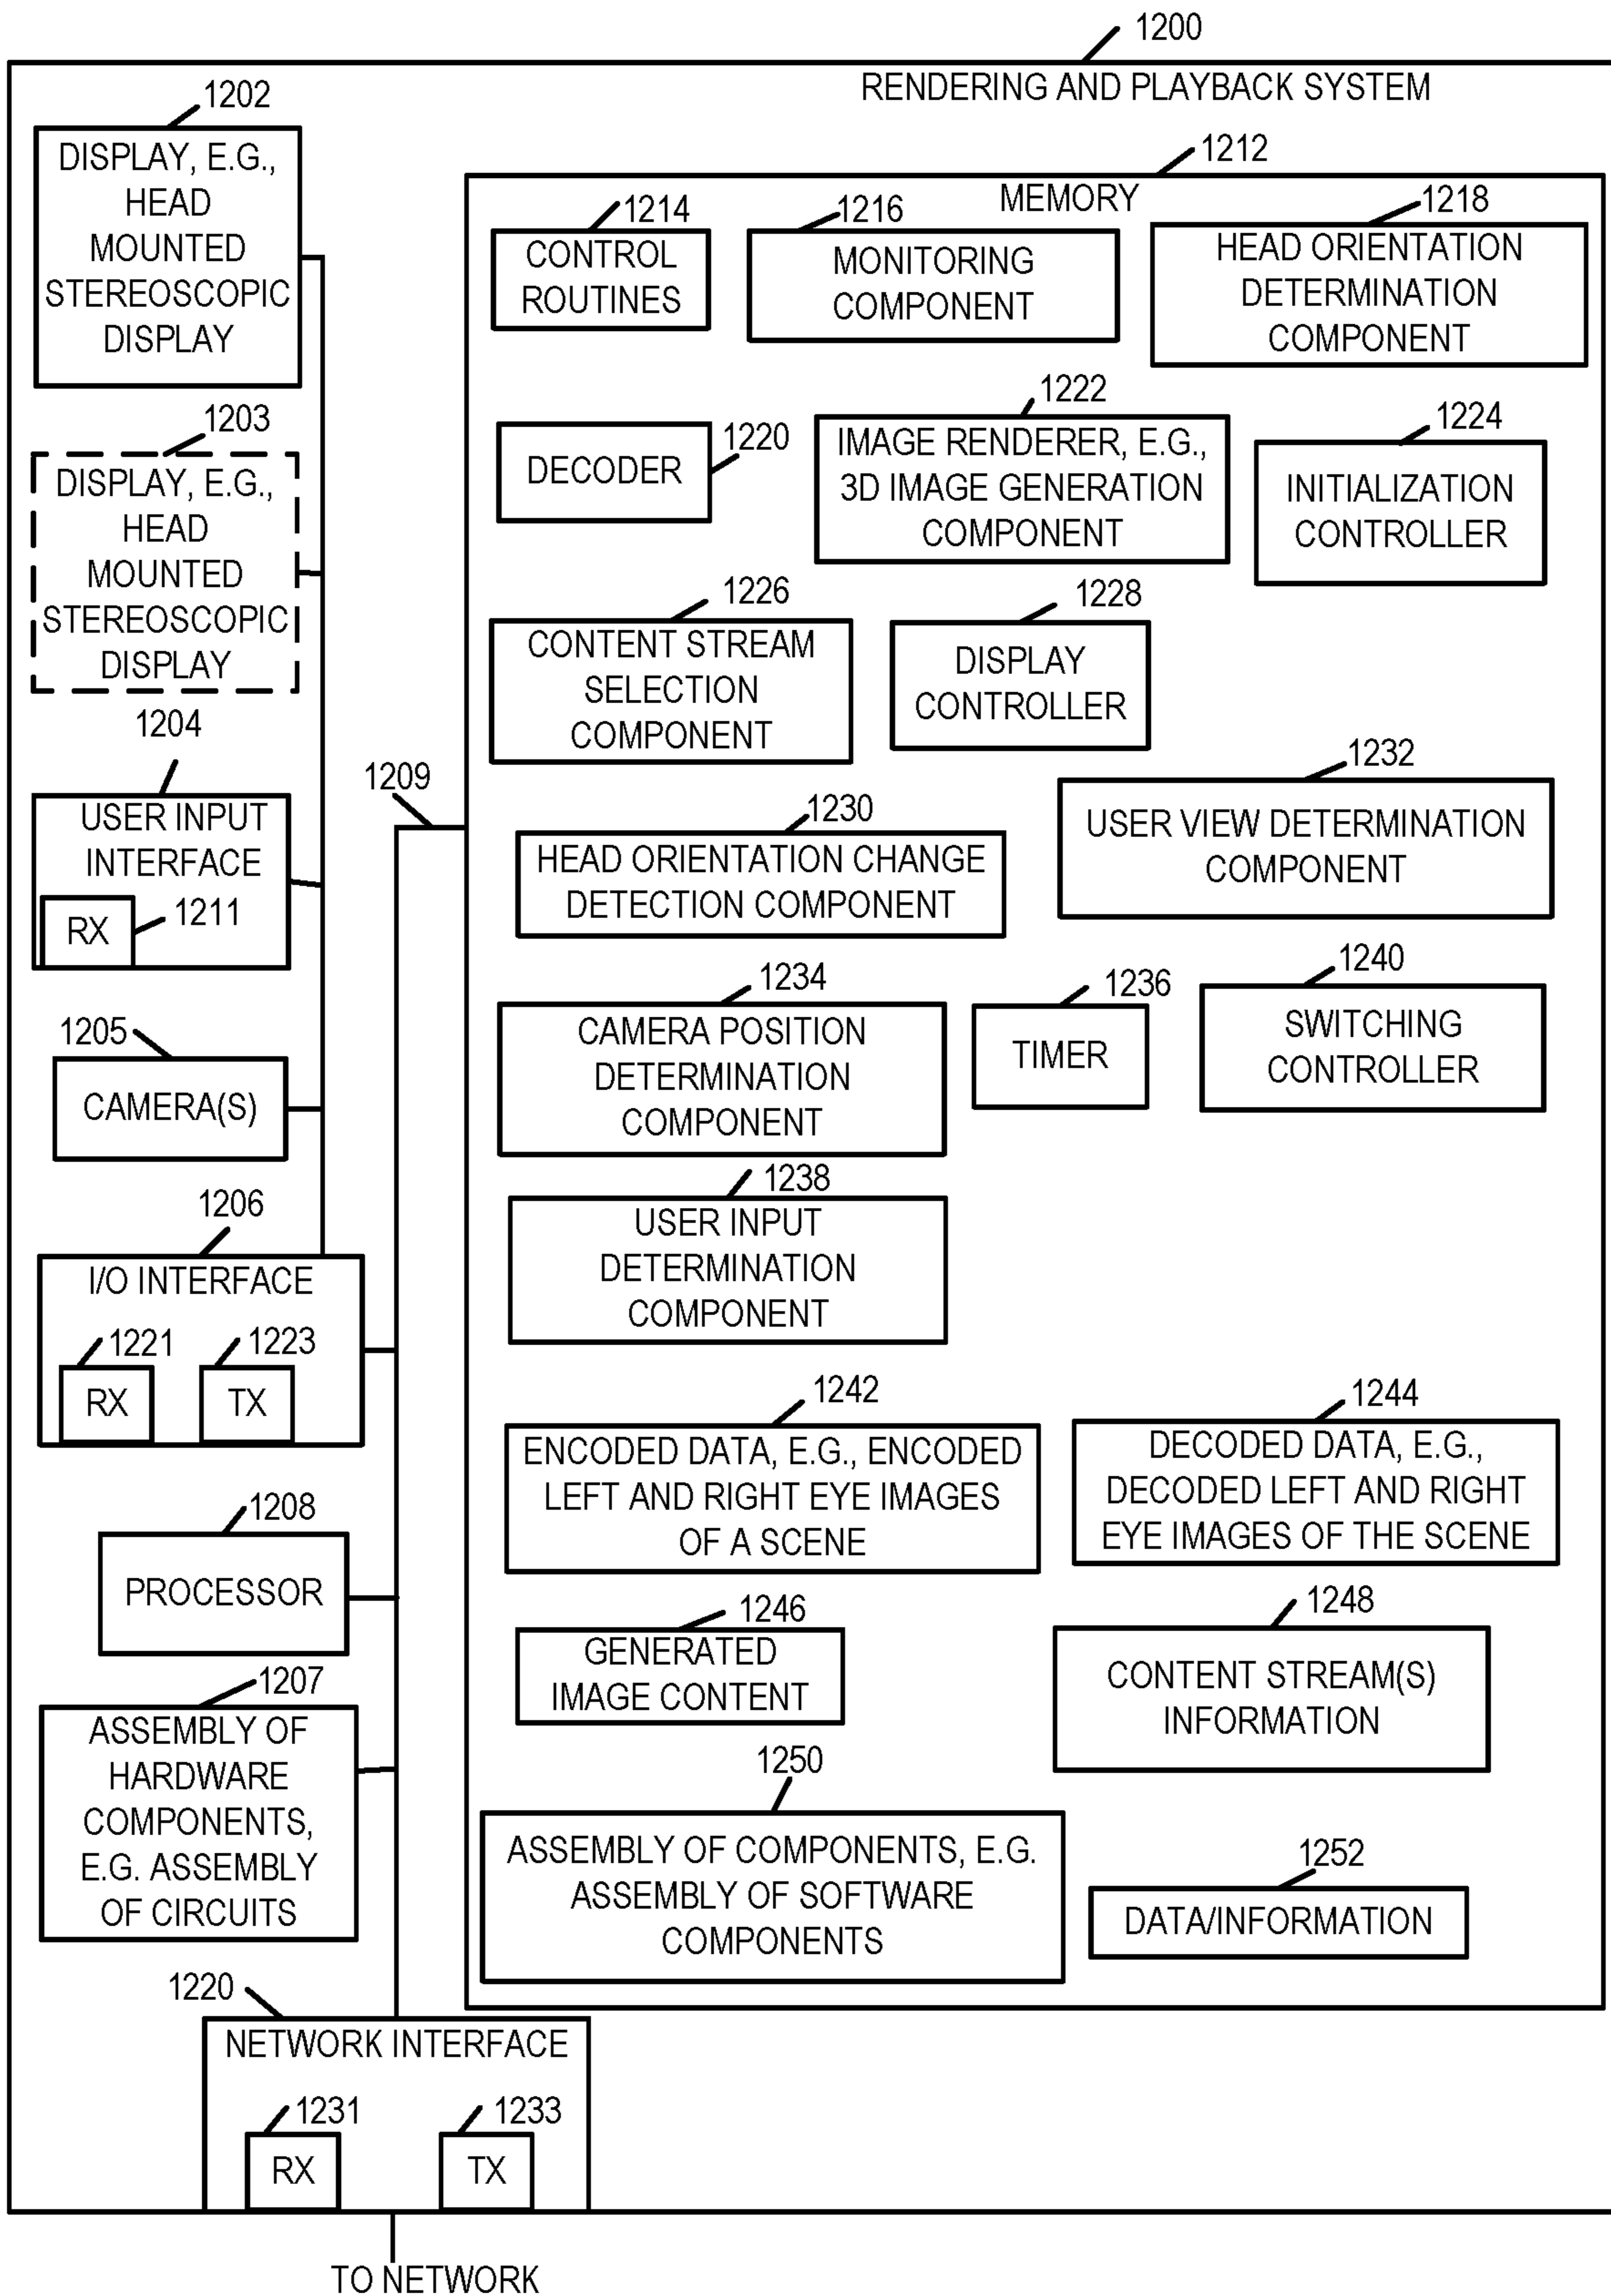 1200
RENDERING AND PLAYBACK SYSTEM
1202
DISPLAY, E.G.,
HEAD
MOUNTED
STEREOSCOPIC
DISPLAY
1203
DISPLAY, E.G.,
HEAD
MOUNTED
STEREOSCOPIC
DISPLAY
1204
USER INPUT
INTERFACE
RX
1211
1205
CAMERA(S)
1206
I/O INTERFACE
1221
RX
1223
TX
1208
PROCESSOR
1207
ASSEMBLY OF
HARDWARE
COMPONENTS,
E.G. ASSEMBLY
OF CIRCUITS
1209
1212
MEMORY
1214
CONTROL
ROUTINES
1216
MONITORING
COMPONENT
1218
HEAD ORIENTATION
DETERMINATION
COMPONENT
DECODER
1220
1222
IMAGE RENDERER, E.G.,
3D IMAGE GENERATION
COMPONENT
1224
INITIALIZATION
CONTROLLER
1226
CONTENT STREAM
SELECTION
COMPONENT
1228
DISPLAY
CONTROLLER
1230
HEAD ORIENTATION CHANGE
DETECTION COMPONENT
1232
USER VIEW DETERMINATION
COMPONENT
1234
CAMERA POSITION
DETERMINATION
COMPONENT
1236
TIMER
1240
SWITCHING
CONTROLLER
1238
USER INPUT
DETERMINATION
COMPONENT
1242
ENCODED DATA, E.G., ENCODED
LEFT AND RIGHT EYE IMAGES
OF A SCENE
1244
DECODED DATA, E.G.,
DECODED LEFT AND RIGHT
EYE IMAGES OF THE SCENE
1246
GENERATED
IMAGE CONTENT
1248
CONTENT STREAM(S)
INFORMATION
1250
ASSEMBLY OF COMPONENTS, E.G.
ASSEMBLY OF SOFTWARE
COMPONENTS
1252
DATA/INFORMATION
1220
NETWORK INTERFACE
1231
RX
1233
TX
TO NETWORK